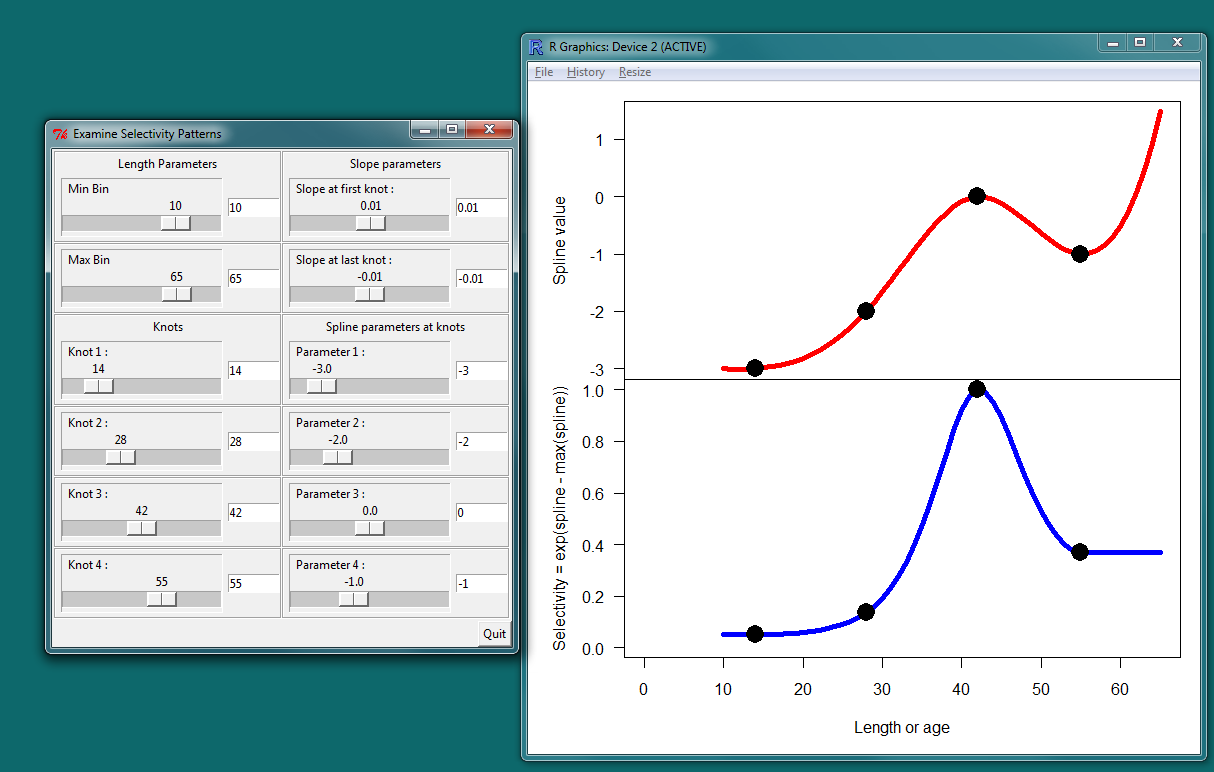 Examine Selectivity Patterns
Length Parameters
Min Bin
10
10
Max Bin
65
65
Knots
Knot 1 :
14
14
Knot 2 :
28
28
Knot 3 :
42
42
Knot 4 :
55
55
Slope parameters
Slope at first knot :
0.01
0.01
Slope at last knot :
-0.01
-0.01
Spline parameters at knots
Parameter 1 :
-3.0
-3
Parameter 2 :
-2.0
-2
Parameter 3 :
0.0
0
Parameter 4 :
-1.0
-1
Quit
R Graphics: Device 2 (ACTIVE)
File History Resize
Spline value
1
0
-1
-2
-3
Selectivity = exp(spline - max(spline))
1.0
0.8
0.6
0.4
0.2
0.0
0 10 20 30 40 50 60
Length or age